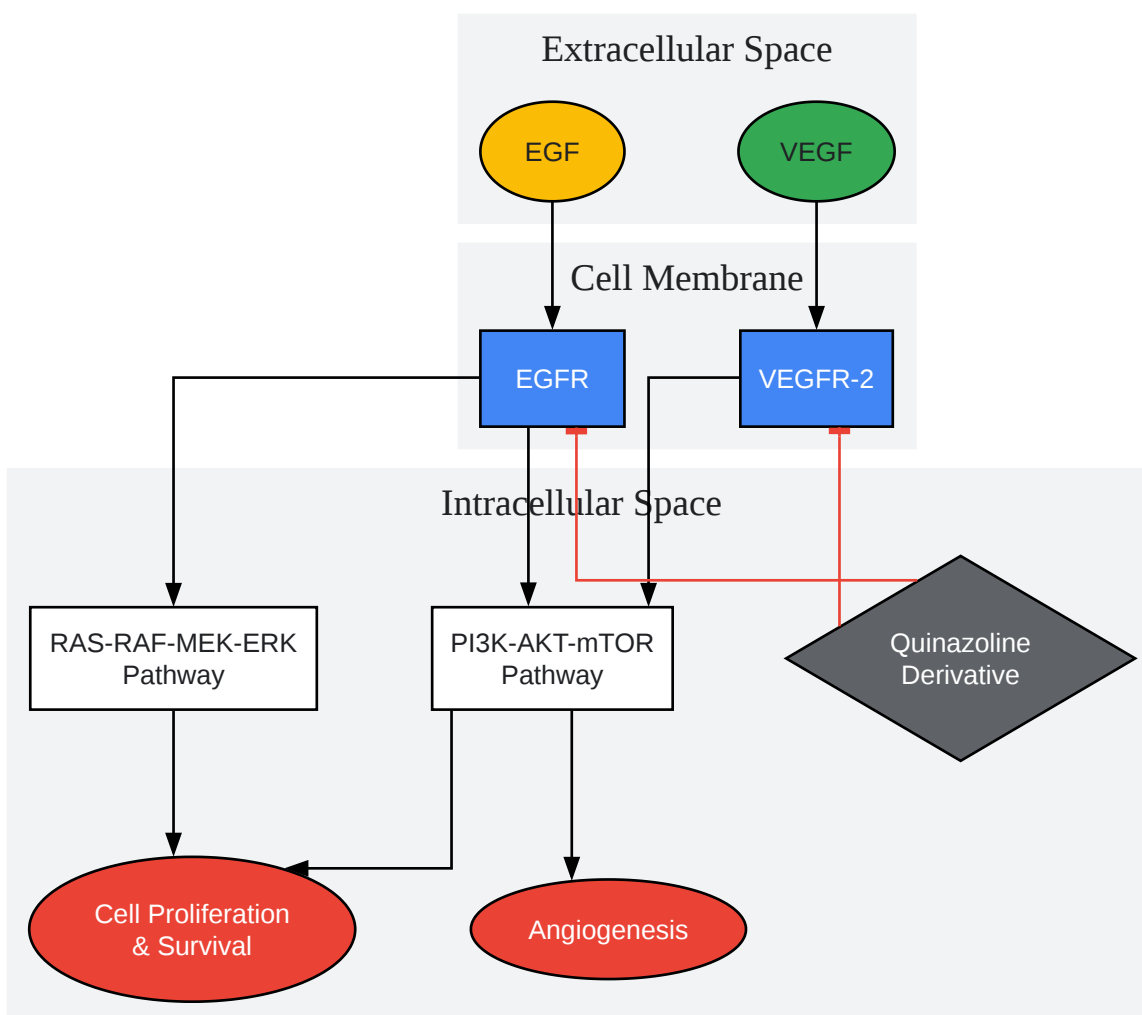 Extracellular Space
EGF
VEGF
Cell Membrane
EGFR
VEGFR-2
Intracellular Space
RAS-RAF-MEK-ERK
Pathway
PI3K-AKT-mTOR
Pathway
Quinazoline
Derivative
Cell Proliferation
& Survival
Angiogenesis